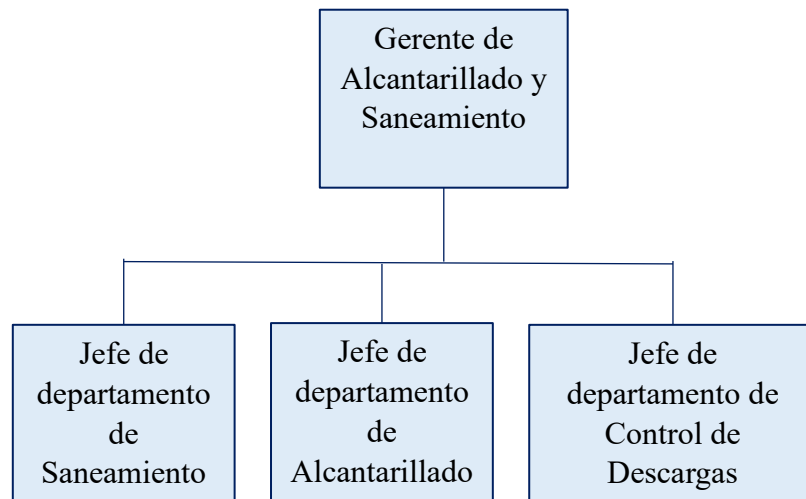 Gerente de
Alcantarillado y
Saneamiento
Jefe de
departamento
de
Saneamiento
Jefe de
departamento
de
Alcantarillado
Jefe de
departamento de
Control de
Descargas